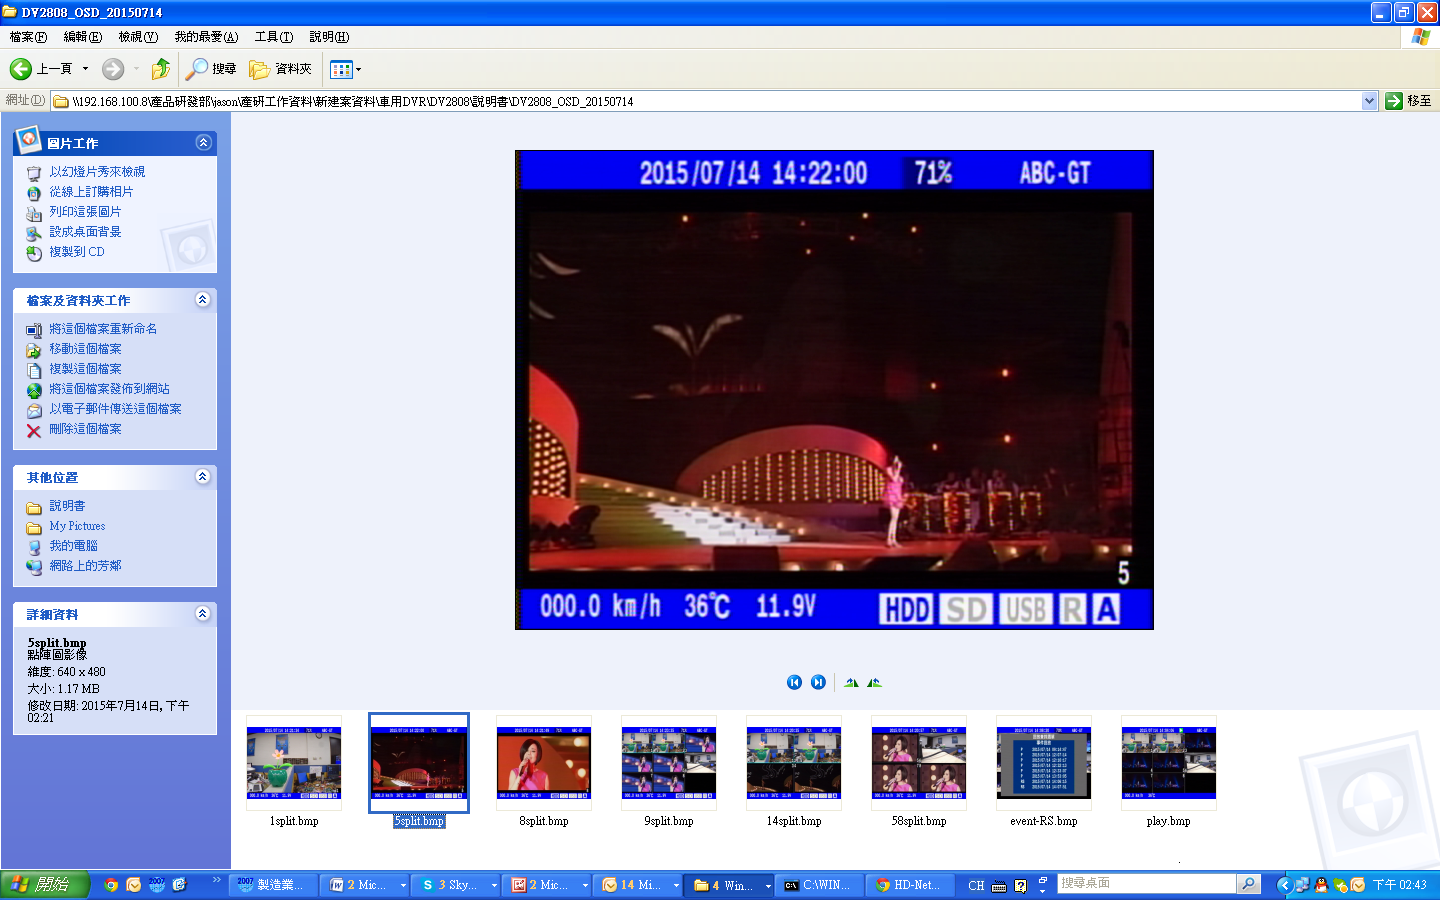 DV2808_OSD_20150714
檔案(F) 編輯(E) 檢視(V) 我的最愛(A) 工具(T) 說明(H)
上一頁 搜尋 資料夾
網址(D) \\192.168.100.8\產品研發部\jason\產研工作資料\新建案資料\車用DVR\DV2808\說明書\DV2808_OSD_20150714 移至
圖片工作
以幻燈片秀來檢視
從線上訂購相片
列印這張圖片
設成桌面背景
複製到 CD
檔案及資料夾工作
將這個檔案重新命名
移動這個檔案
複製這個檔案
將這個檔案發佈到網站
以電子郵件傳送這個檔案
刪除這個檔案
其他位置
說明書
My Pictures
我的電腦
網路上的芳鄰
詳細資料
5split.bmp
點陣圖影像
維度: 640 x 480
大小: 1.17 MB
修改日期: 2015年7月14日, 下午
02:21
2015/07/14 14:22:00 71% ABC-GT
5
000.0 km/h 36℃ 11.9V HDD SD USB R A
1split.bmp 5split.bmp 8split.bmp 9split.bmp 14split.bmp 58split.bmp event-RS.bmp play.bmp
開始 2007 2007 製造業... 2 Mic... 3 Sky... 2 Mic... 14 Mi... 4 Win... C:\WIN... HD-Net... CH 搜尋桌面 下午 02:43